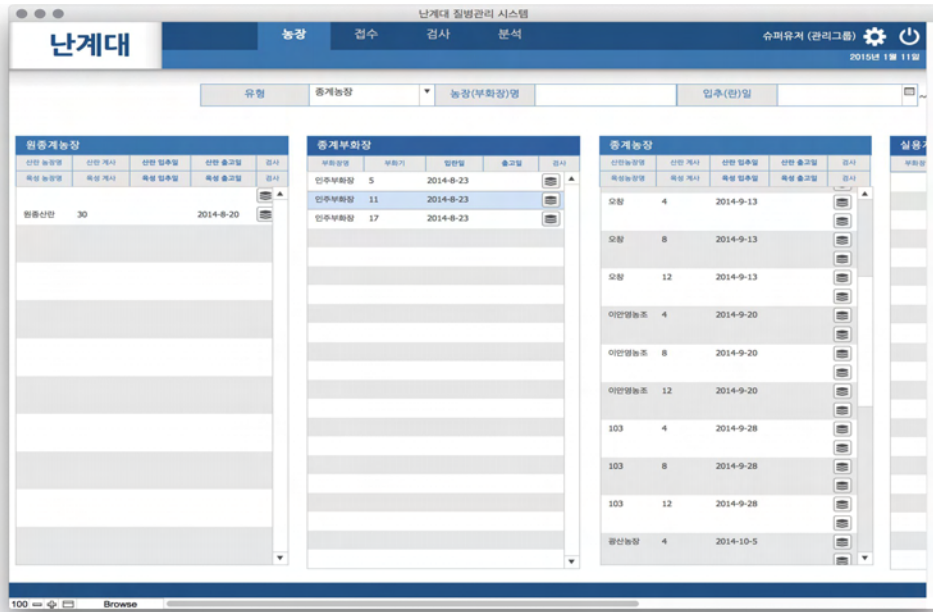 난계대 질병관리 시스템
난계대
농장 접수 검사 분석
슈퍼유저 (관리그룹)
2015년 1월 11일
유형 종계농장 농장(부화장)명 입추(란)일 ~
원종계농장
산란 농장명 산란 계사 산란 입추일 산란 출고일 검사
육성 농장명 육성 계사 육성 입추일 육성 출고일 검사
원종산란 30 2014-8-20
종계부화장
부화장명 부화기 입란일 출고일 검사
인주부화장 5 2014-8-23
인주부화장 11 2014-8-23
인주부화장 17 2014-8-23
종계농장
산란농장명 산란 계사 산란 입추일 산란 출고일 검사
육성농장명 육성 계사 육성 입추일 육성 출고일 검사
오창 4 2014-9-13
오창 8 2014-9-13
오창 12 2014-9-13
이안영농조 4 2014-9-20
이안영농조 8 2014-9-20
이안영농조 12 2014-9-20
103 4 2014-9-28
103 8 2014-9-28
103 12 2014-9-28
광산농장 4 2014-10-5
실용
부화장
100 Browse